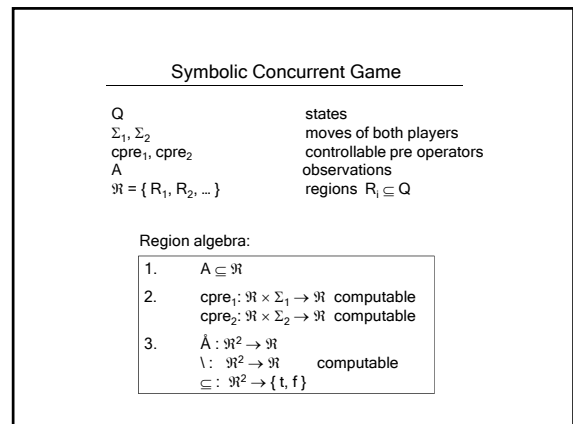 Symbolic Concurrent Game
Q states
Σ₁, Σ₂ moves of both players
cpre₁, cpre₂ controllable pre operators
A observations
ℜ = { R₁, R₂, ... } regions Rᵢ ⊆ Q
Region algebra:
1. A ⊆ ℜ
2. cpre₁: ℜ × Σ₁ → ℜ computable
cpre₂: ℜ × Σ₂ → ℜ computable
3. Å : ℜ² → ℜ
\ : ℜ² → ℜ computable
⊆ : ℜ² → { t, f }